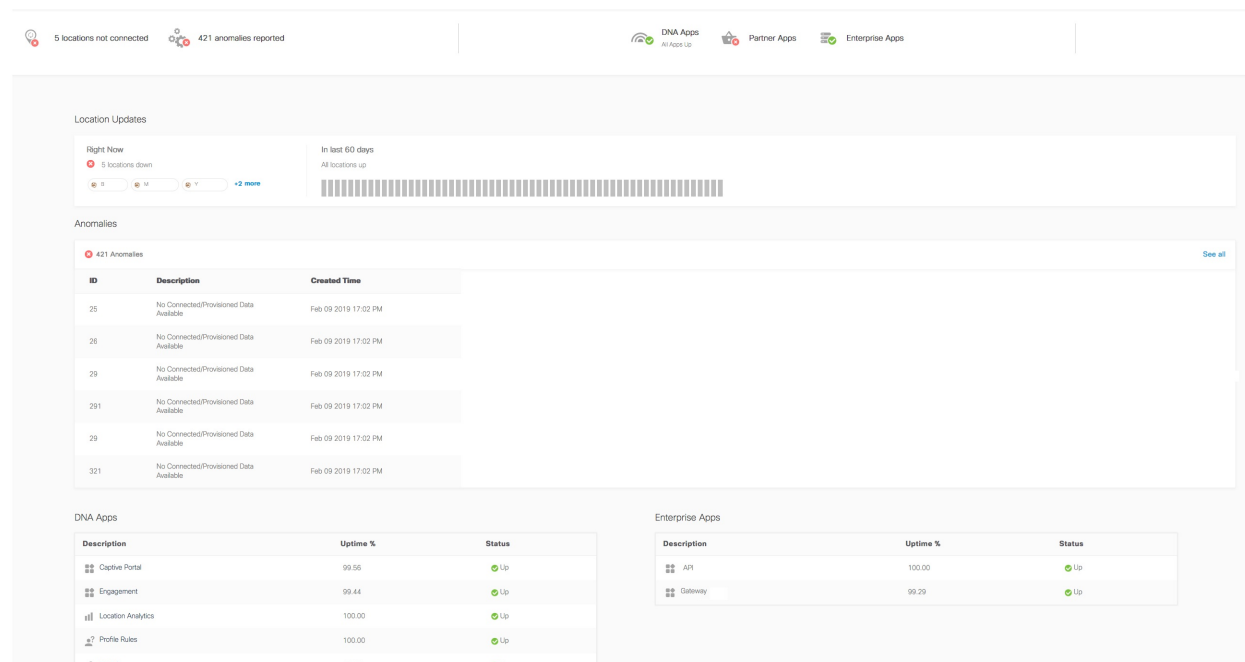 5 locations not connected
421 anomalies reported
DNA Apps
All Apps Up
Partner Apps
Enterprise Apps
Location Updates
Right Now
In last 60 days
5 locations down
All locations up
B
M
Y
+2 more
Anomalies
421 Anomalies
See all
ID Description Created Time
No Connected/Provisioned Data
25 Feb 09 2019 17:02 PM
Available
No Connected/Provisioned Data
26 Feb 09 2019 17:02 PM
Available
No Connected/Provisioned Data
29 Feb 09 2019 17:02 PM
Available
No Connected/Provisioned Data
291 Feb 09 2019 17:02 PM
Available
No Connected/Provisioned Data
29 Feb 09 2019 17:02 PM
Available
No Connected/Provisioned Data
321 Feb 09 2019 17:02 PM
Available
DNA Apps
Description Uptime % Status
Captive Portal 99.56 Up
Engagement 99.44 Up
Location Analytics 100.00 Up
Profile Rules 100.00 Up
Enterprise Apps
Description Uptime % Status
API 100.00 Up
Gateway 99.29 Up